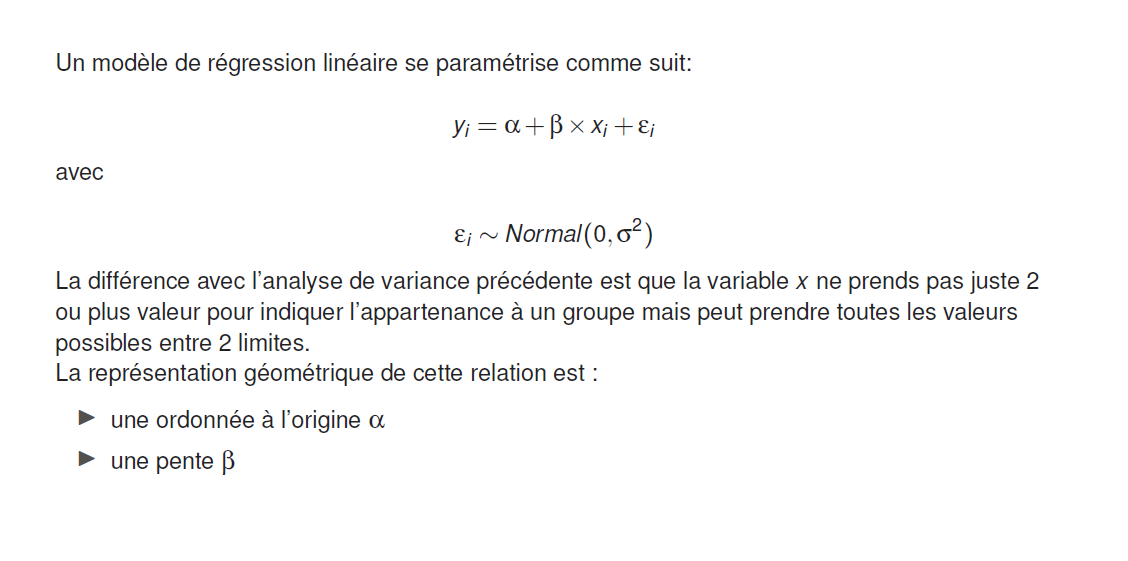 Un modèle de régression linéaire se paramétrise comme suit:
yᵢ = α + β × xᵢ + εᵢ
avec
εᵢ ∼ Normal(0, σ²)
La différence avec l'analyse de variance précédente est que la variable x ne prends pas juste 2
ou plus valeur pour indiquer l'appartenance à un groupe mais peut prendre toutes les valeurs
possibles entre 2 limites.
La représentation géométrique de cette relation est :
► une ordonnée à l'origine α
► une pente β